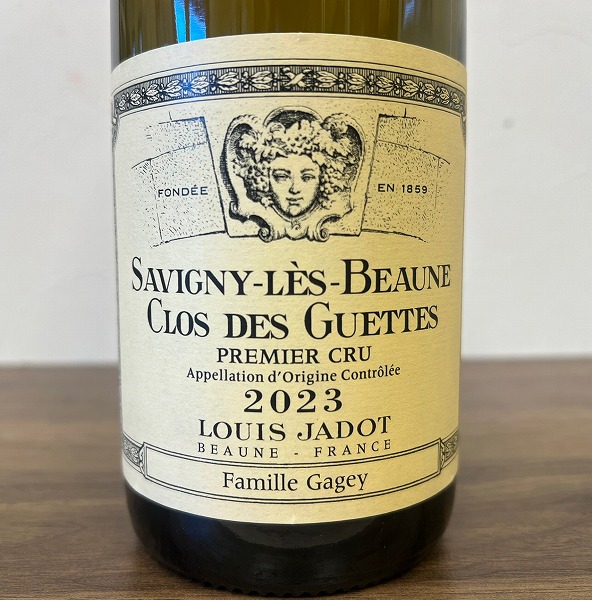 FONDÉE EN 1859
SAVIGNY-LÈS-BEAUNE
CLOS DES GUETTES
PREMIER CRU
Appellation d'Origine Contrôlée
2023
LOUIS JADOT
BEAUNE - FRANCE
Famille Gagey